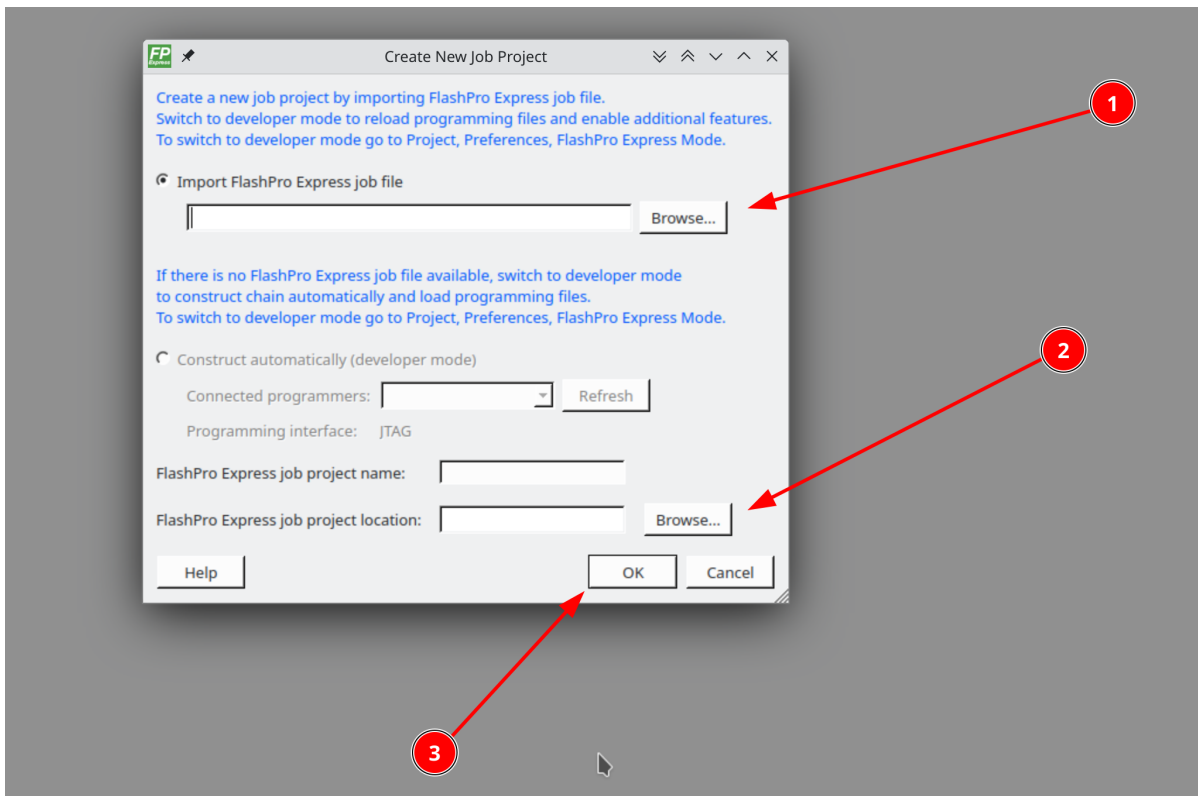 FP
Express
Create New Job Project
Create a new job project by importing FlashPro Express job file.
Switch to developer mode to reload programming files and enable additional features.
To switch to developer mode go to Project, Preferences, FlashPro Express Mode.
1
Import FlashPro Express job file
Browse...
If there is no FlashPro Express job file available, switch to developer mode
to construct chain automatically and load programming files.
To switch to developer mode go to Project, Preferences, FlashPro Express Mode.
2
Construct automatically (developer mode)
Connected programmers: Refresh
Programming interface: JTAG
FlashPro Express job project name:
FlashPro Express job project location: Browse...
Help OK Cancel
3